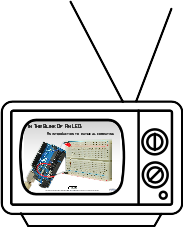 In The Blink Of An LED:
An introduction to physical computing